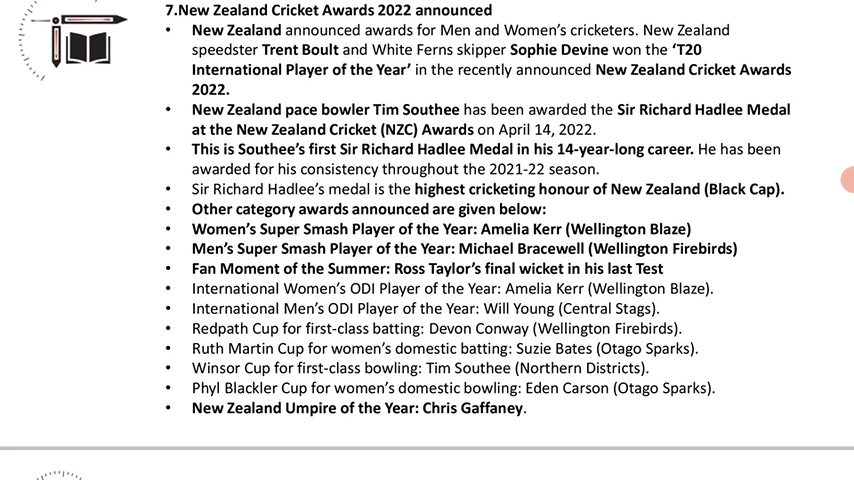 7.New Zealand Cricket Awards 2022 announced
• New Zealand announced awards for Men and Women’s cricketers. New Zealand
speedster Trent Boult and White Ferns skipper Sophie Devine won the ‘T20
International Player of the Year’ in the recently announced New Zealand Cricket Awards
2022.
• New Zealand pace bowler Tim Southee has been awarded the Sir Richard Hadlee Medal
at the New Zealand Cricket (NZC) Awards on April 14, 2022.
• This is Southee’s first Sir Richard Hadlee Medal in his 14-year-long career. He has been
awarded for his consistency throughout the 2021-22 season.
• Sir Richard Hadlee’s medal is the highest cricketing honour of New Zealand (Black Cap).
• Other category awards announced are given below:
• Women’s Super Smash Player of the Year: Amelia Kerr (Wellington Blaze)
• Men’s Super Smash Player of the Year: Michael Bracewell (Wellington Firebirds)
• Fan Moment of the Summer: Ross Taylor’s final wicket in his last Test
• International Women’s ODI Player of the Year: Amelia Kerr (Wellington Blaze).
• International Men’s ODI Player of the Year: Will Young (Central Stags).
• Redpath Cup for first-class batting: Devon Conway (Wellington Firebirds).
• Ruth Martin Cup for women’s domestic batting: Suzie Bates (Otago Sparks).
• Winsor Cup for first-class bowling: Tim Southee (Northern Districts).
• Phyl Blackler Cup for women’s domestic bowling: Eden Carson (Otago Sparks).
• New Zealand Umpire of the Year: Chris Gaffaney.